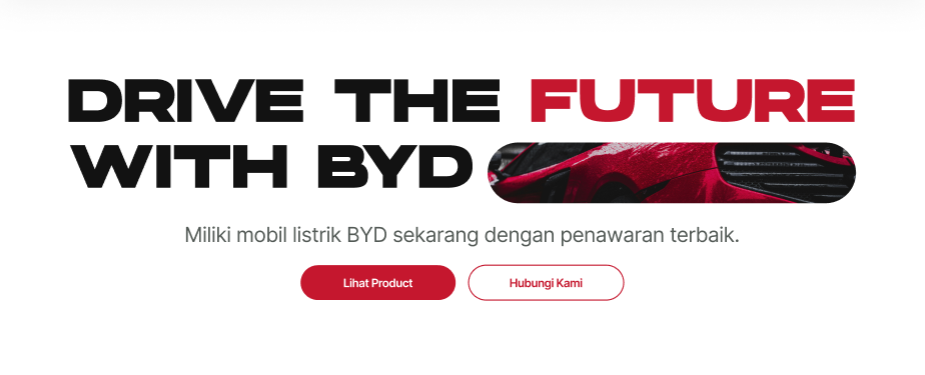 DRIVE THE FUTURE
WITH BYD
Miliki mobil listrik BYD sekarang dengan penawaran terbaik.
Lihat Product
Hubungi Kami